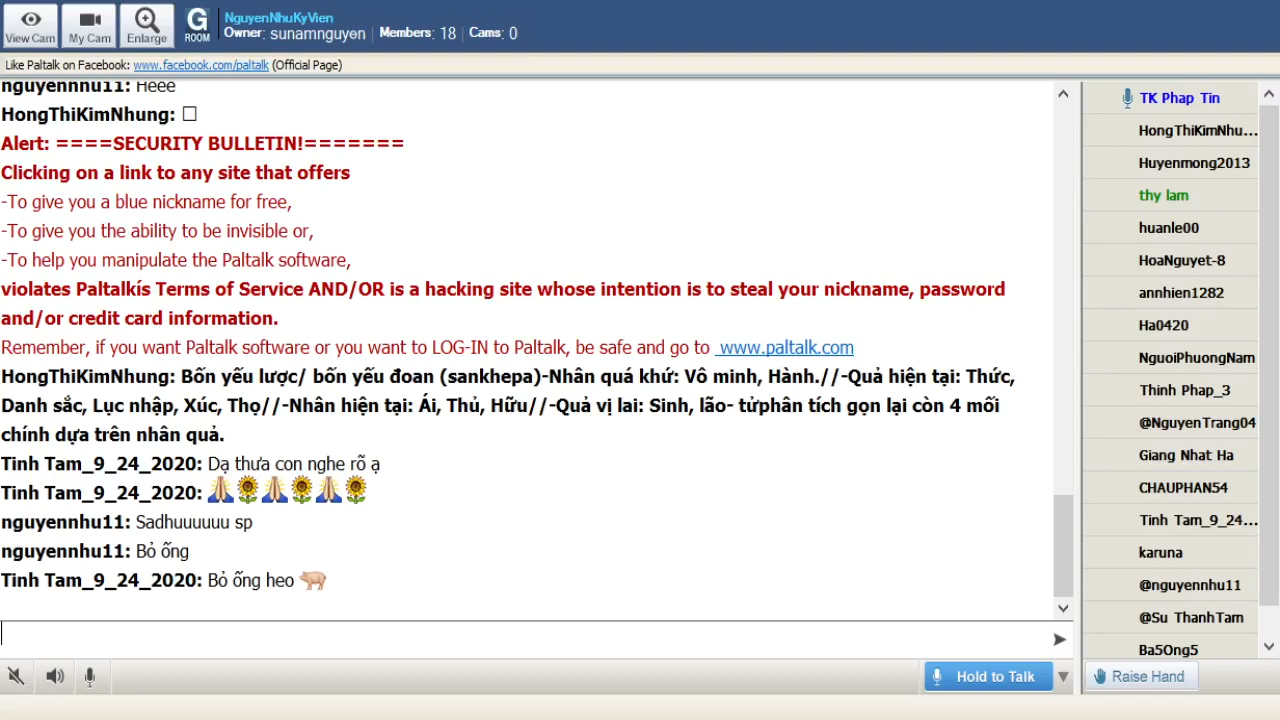 View Cam
My Cam
Enlarge
G
ROOM
NguyenNhuKyVien
Owner: sunamnguyen | Members: 18 | Cams: 0
Like Paltalk on Facebook: www.facebook.com/paltalk (Official Page)
nguyennhu11: Heee
HongThiKimNhung: □
Alert: ====SECURITY BULLETIN!=======
Clicking on a link to any site that offers
-To give you a blue nickname for free,
-To give you the ability to be invisible or,
-To help you manipulate the Paltalk software,
violates Paltalkís Terms of Service AND/OR is a hacking site whose intention is to steal your nickname, password
and/or credit card information.
Remember, if you want Paltalk software or you want to LOG-IN to Paltalk, be safe and go to www.paltalk.com
HongThiKimNhung: Bốn yếu lược/ bốn yếu đoan (sankhepa)-Nhân quá khứ: Vô minh, Hành.//-Quả hiện tại: Thức,
Danh sắc, Lục nhập, Xúc, Thọ//-Nhân hiện tại: Ái, Thủ, Hữu//-Quả vị lai: Sinh, lão- tửphân tích gọn lại còn 4 mối
chính dựa trên nhân quả.
Tinh Tam_9_24_2020: Dạ thưa con nghe rõ ạ
Tinh Tam_9_24_2020: 🙏🌻🙏🌻🙏🌻
nguyennhu11: Sadhuuuuuu sp
nguyennhu11: Bỏ ống
Tinh Tam_9_24_2020: Bỏ ống heo 🐖
TK Phap Tin
HongThiKimNhu...
Huyenmong2013
thy lam
huanle00
HoaNguyet-8
annhien1282
Ha0420
NguoiPhuongNam
Thinh Phap_3
@NguyenTrang04
Giang Nhat Ha
CHAUPHAN54
Tinh Tam_9_24...
karuna
@nguyennhu11
@Su ThanhTam
Ba5Ong5
Hold to Talk
Raise Hand